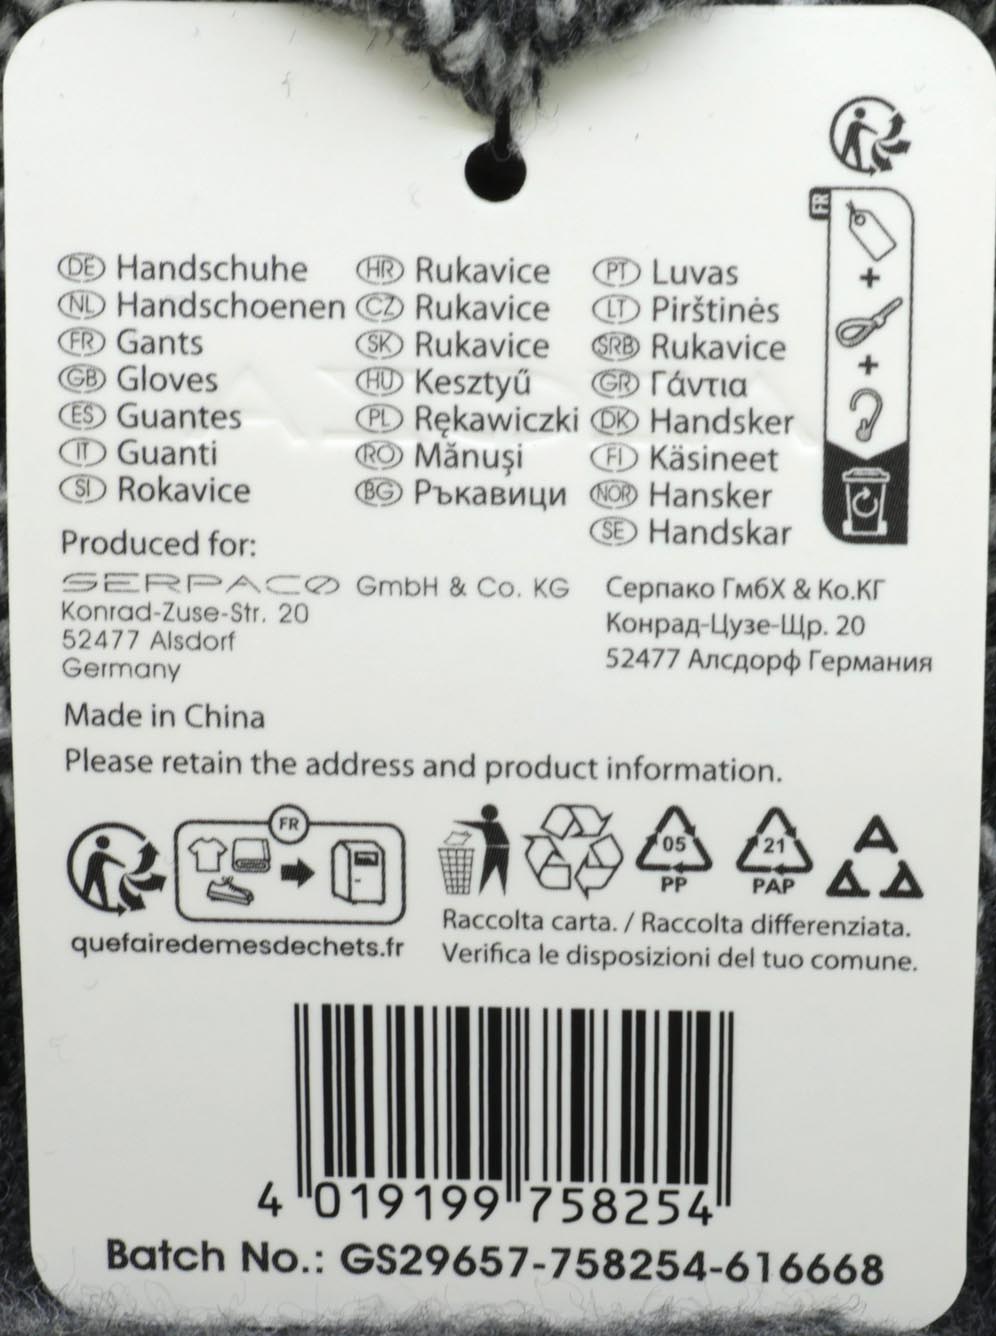 FR
DE Handschuhe
NL Handschoenen
FR Gants
GB Gloves
ES Guantes
IT Guanti
SI Rokavice
HR Rukavice
CZ Rukavice
SK Rukavice
HU Kesztyű
PL Rękawiczki
RO Mănuşi
BG Ръкавици
PT Luvas
LT Pirštinės
SRB Rukavice
GR Γάντια
DK Handsker
FI Käsineet
NOR Hansker
SE Handskar
Produced for:
SERPACO GmbH & Co. KG
Konrad-Zuse-Str. 20
52477 Alsdorf
Germany
Серпако ГмбХ & Ко.КГ
Конрад-Цузе-Щр. 20
52477 Алсдорф Германия
Made in China
Please retain the address and product information.
FR
quefairedemesdechets.fr
05
PP
21
PAP
Raccolta carta. / Raccolta differenziata.
Verifica le disposizioni del tuo comune.
4 019199 758254
Batch No.: GS29657-758254-616668